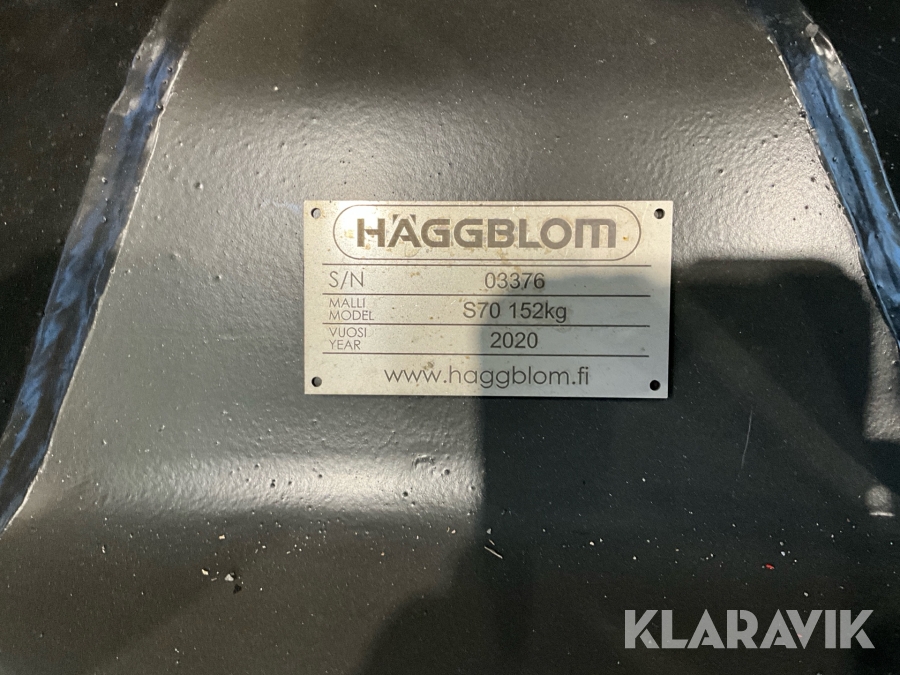 HÄGGBLOM
S/N 03376
MALLI
MODEL S70 152kg
VUOSI
YEAR 2020
www.haggblom.fi
KLARAVIK